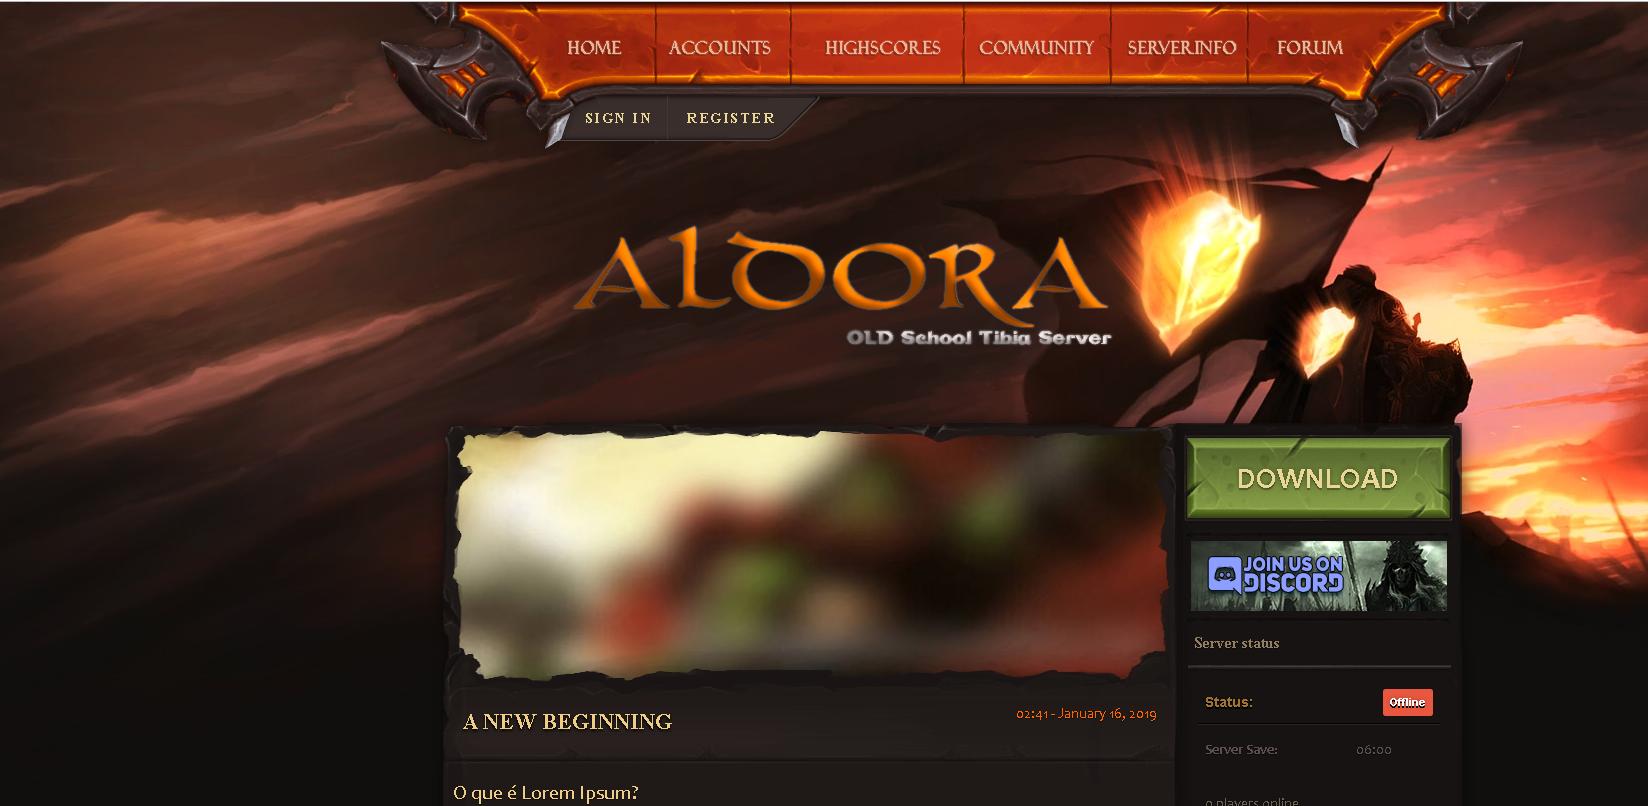 HOME ACCOUNTS HIGHSCORES COMMUNITY SERVERINFO FORUM
SIGN IN REGISTER
ALDORA
OLD School Tibia Server
DOWNLOAD
JOIN US ON
DISCORD
Server status
Status: Offline
Server Save: 06:00
0 players online
A NEW BEGINNING
02:41 - January 16, 2019
O que é Lorem Ipsum?